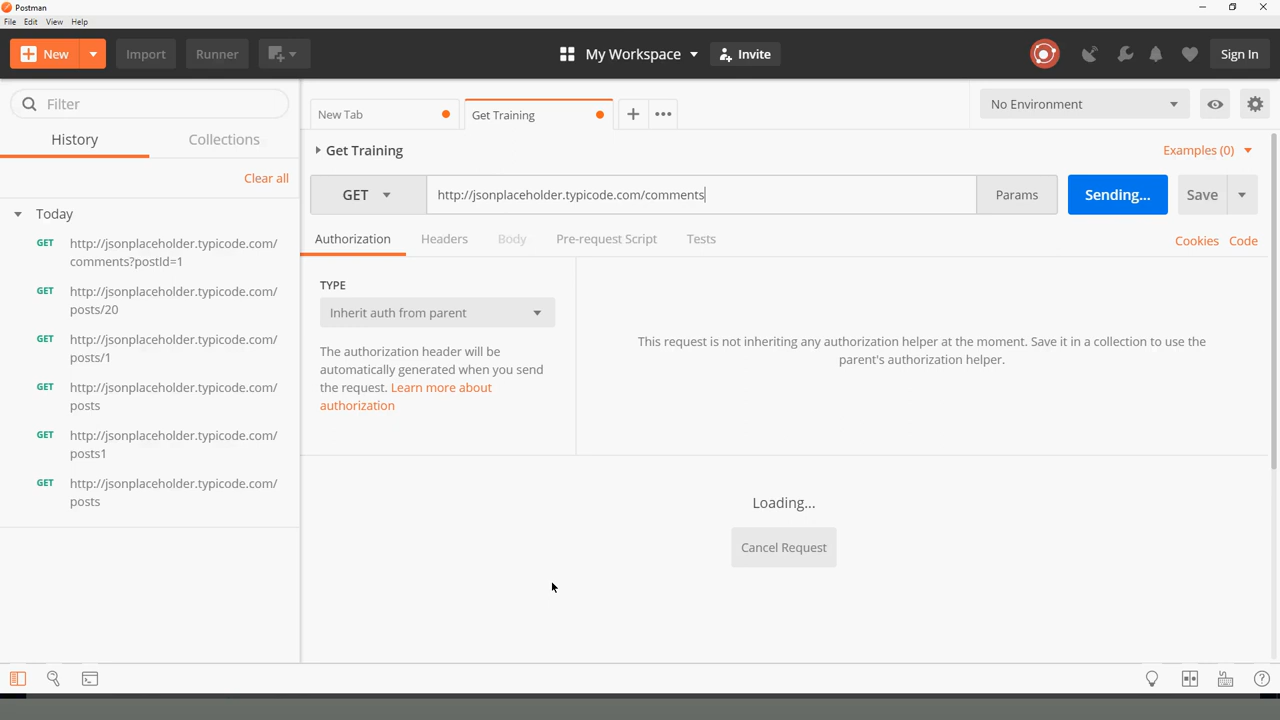 Postman
File Edit View Help
New
Import
Runner
My Workspace
Invite
Sign In
Filter
History
Collections
Clear all
Today
GET http://jsonplaceholder.typicode.com/
comments?postId=1
GET http://jsonplaceholder.typicode.com/
posts/20
GET http://jsonplaceholder.typicode.com/
posts/1
GET http://jsonplaceholder.typicode.com/
posts
GET http://jsonplaceholder.typicode.com/
posts1
GET http://jsonplaceholder.typicode.com/
posts
New Tab
Get Training
No Environment
Get Training
Examples (0)
GET
http://jsonplaceholder.typicode.com/comments
Params
Sending...
Save
Authorization
Headers
Body
Pre-request Script
Tests
Cookies
Code
TYPE
Inherit auth from parent
The authorization header will be
automatically generated when you send
the request. Learn more about
authorization
This request is not inheriting any authorization helper at the moment. Save it in a collection to use the
parent's authorization helper.
Loading...
Cancel Request